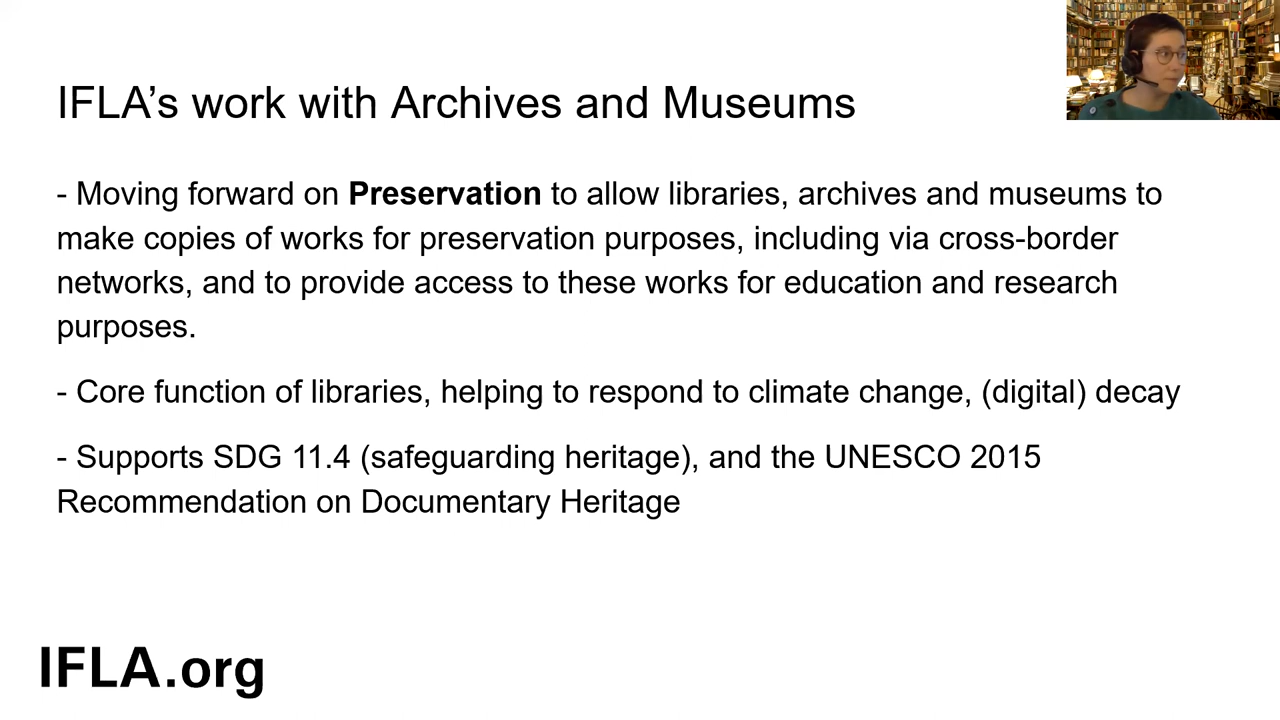 IFLA’s work with Archives and Museums
- Moving forward on Preservation to allow libraries, archives and museums to
make copies of works for preservation purposes, including via cross-border
networks, and to provide access to these works for education and research
purposes.
- Core function of libraries, helping to respond to climate change, (digital) decay
- Supports SDG 11.4 (safeguarding heritage), and the UNESCO 2015
Recommendation on Documentary Heritage
IFLA.org